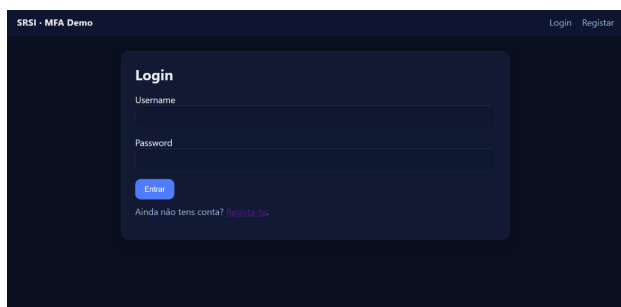 SRSI · MFA Demo
Login Registar
Login
Username
Password
Entrar
Ainda não tens conta? Regista-te.